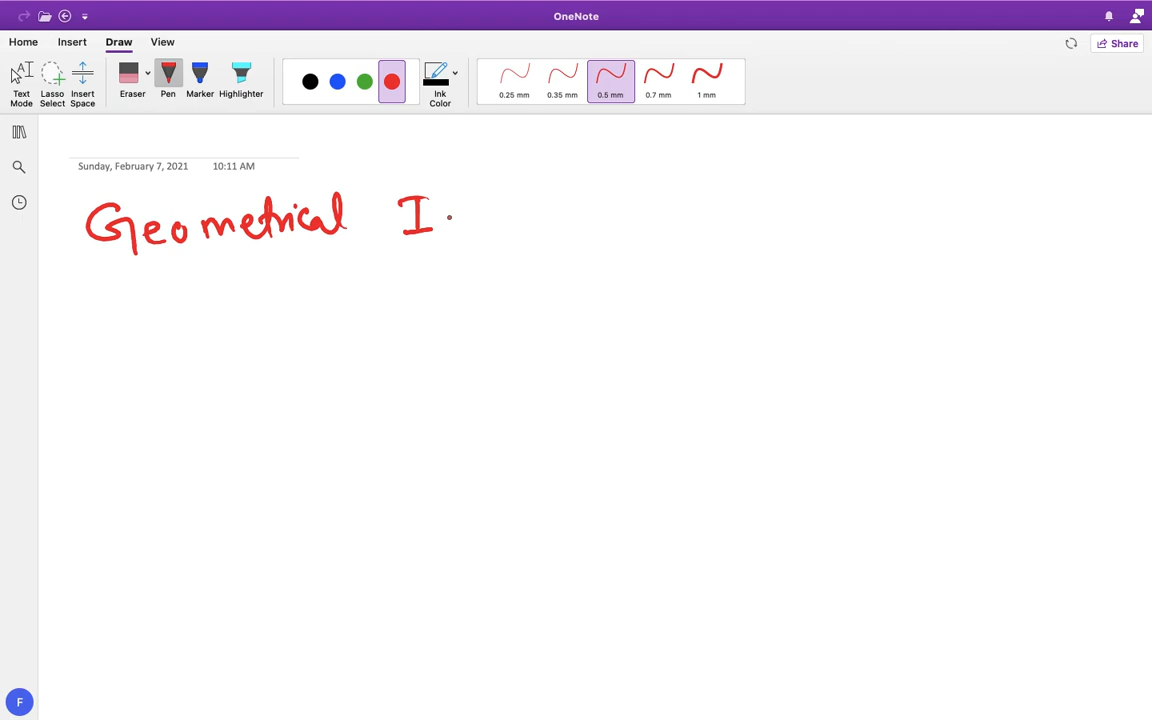 OneNote
Home Insert Draw View
Share
Text Mode
Lasso Select
Insert Space
Eraser
Pen
Marker
Highlighter
Ink Color
0.25 mm
0.35 mm
0.5 mm
0.7 mm
1 mm
Sunday, February 7, 2021 10:11 AM
Geometrical I
F